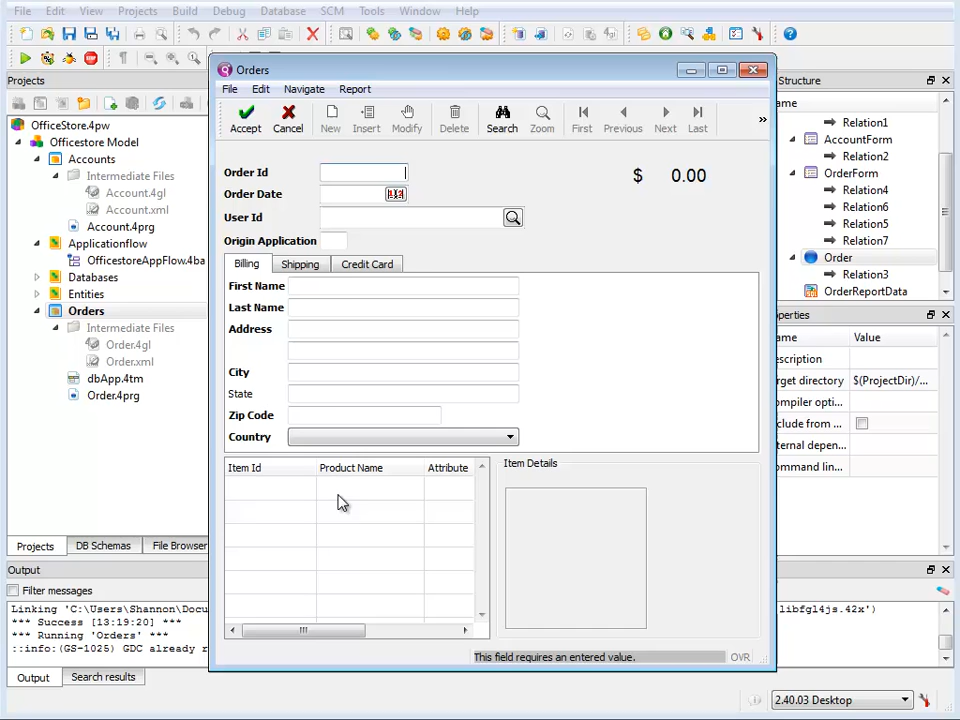 File Edit View Projects Build Debug Database SCM Tools Window Help
Projects
OfficeStore.4pw
Officestore Model
Accounts
Intermediate Files
Account.4gl
Account.xml
Account.4prg
Applicationflow
OfficestoreAppFlow.4ba
Databases
Entities
Orders
Intermediate Files
Order.4gl
Order.xml
dbApp.4tm
Order.4prg
Projects DB Schemas File Browser
Orders
File Edit Navigate Report
Accept Cancel New Insert Modify Delete Search Zoom First Previous Next Last »
Order Id
$ 0.00
Order Date
User Id
Origin Application
Billing Shipping Credit Card
First Name
Last Name
Address
City
State
Zip Code
Country
Item Id Product Name Attribute
Item Details
This field requires an entered value. OVR
Structure
ame
Relation1
AccountForm
Relation2
OrderForm
Relation4
Relation6
Relation5
Relation7
Order
Relation3
OrderReportData
operties
ame Value
escription
rget directory $(ProjectDir)/...
ompiler opti...
clude from ...
ternal depen...
ommand lin...
Output
Filter messages
Linking 'C:\Users\Shannon\Docu
libfgl4js.42x')
*** Success [13:19:20] ***
*** Running 'Orders' ***
::info:(GS-1025) GDC already r
Output Search results
2.40.03 Desktop